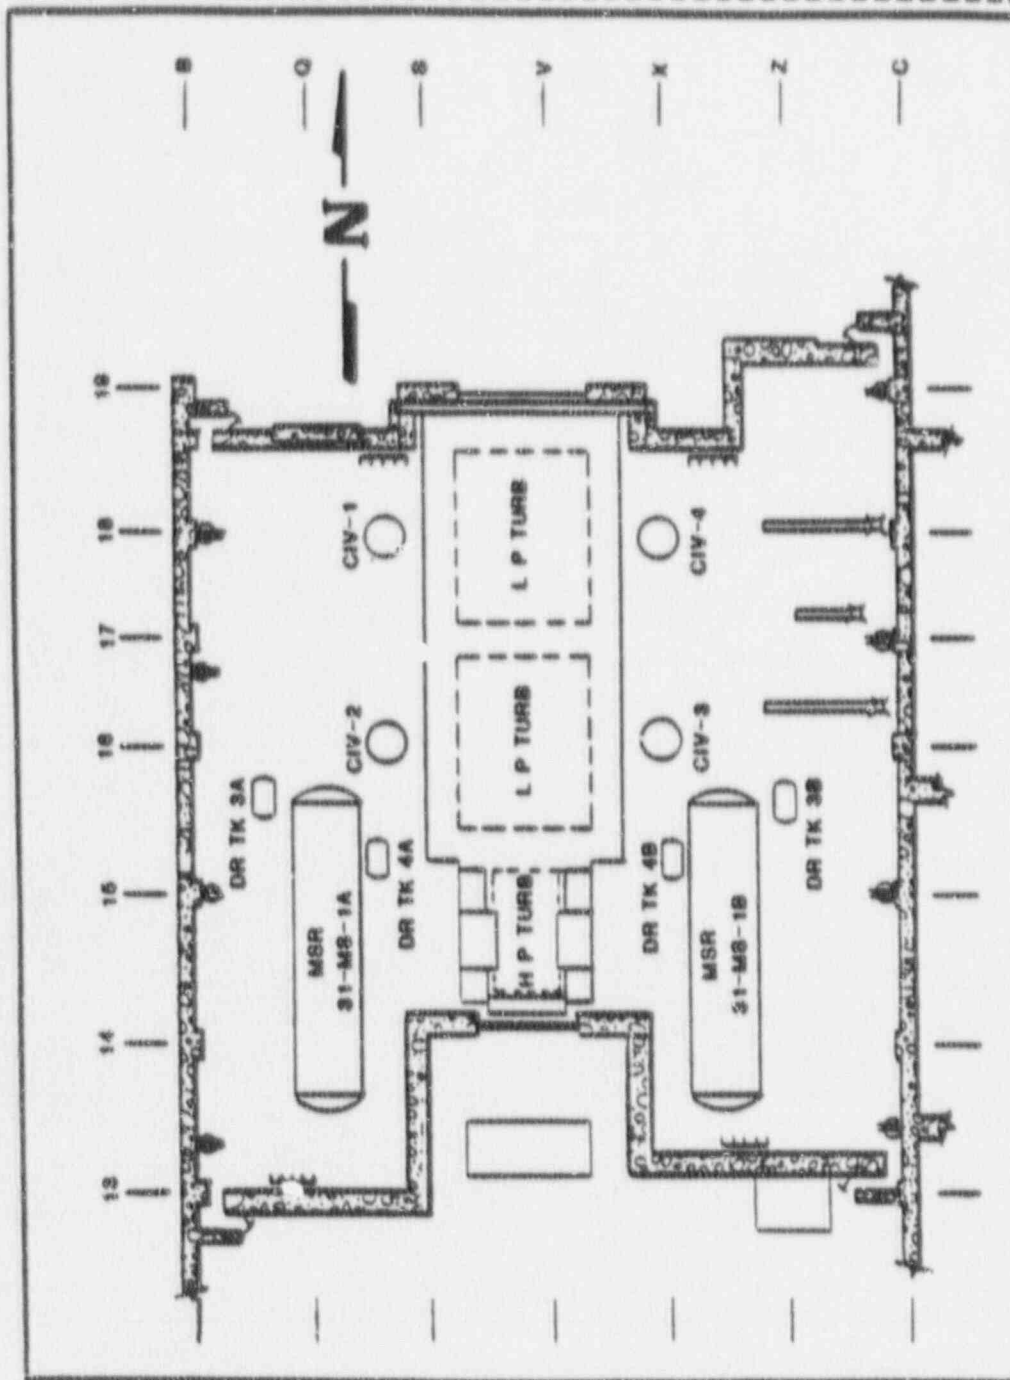 B
Q
S
V
X
Z
C
N
19
18
17
16
15
14
13
CIV-1
CIV-4
L P TURB
CIV-2
CIV-3
L P TURB
DR TK 3A
DR TK 4A
DR TK 4B
DR TK 3B
MSR
31-MS-1A
H P TURB
MSR
31-MS-1B